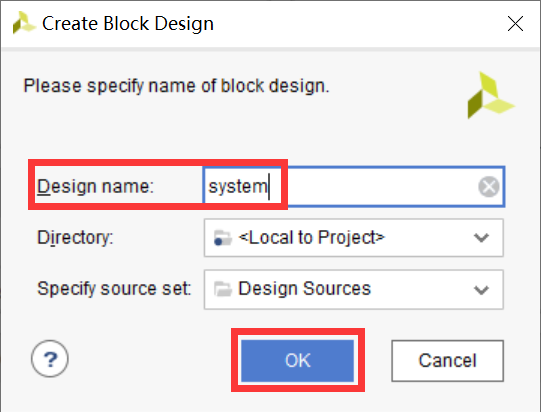 Create Block Design
Please specify name of block design.
Design name: system
Directory: <Local to Project>
Specify source set: Design Sources
? OK Cancel